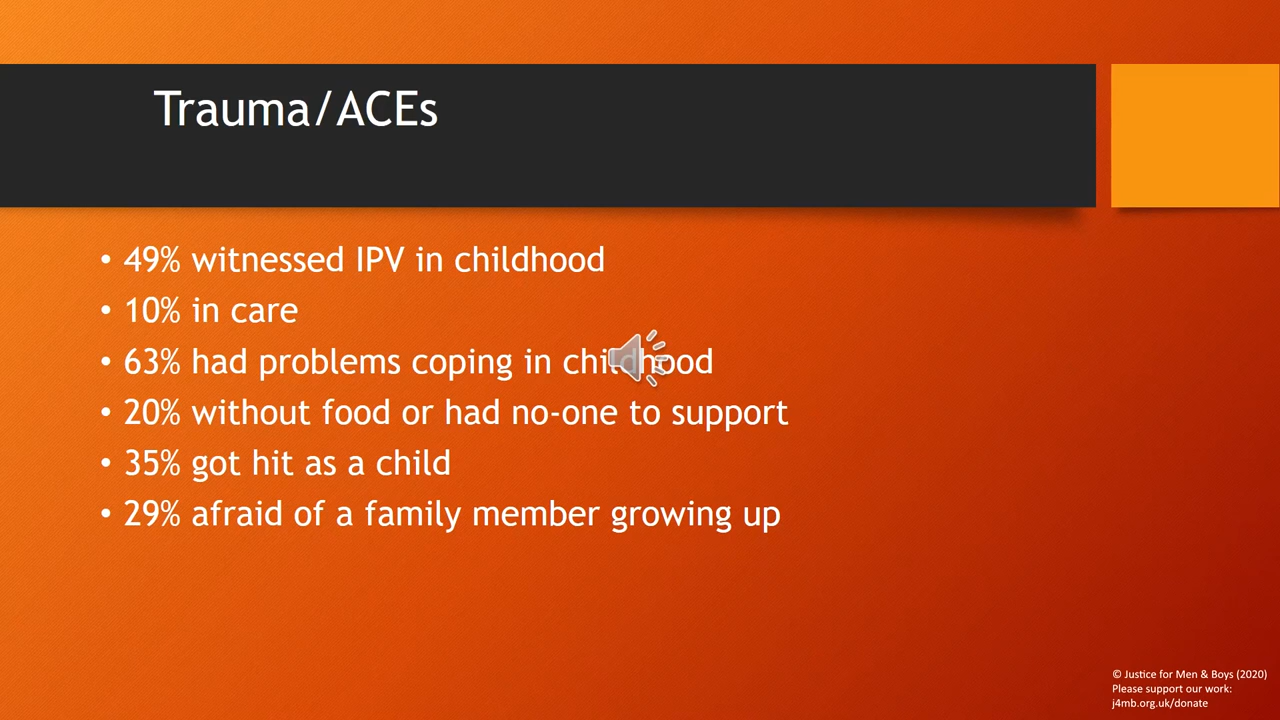 Trauma/ACEs
• 49% witnessed IPV in childhood
• 10% in care
• 63% had problems coping in childhood
• 20% without food or had no-one to support
• 35% got hit as a child
• 29% afraid of a family member growing up
© Justice for Men & Boys (2020)
Please support our work:
j4mb.org.uk/donate